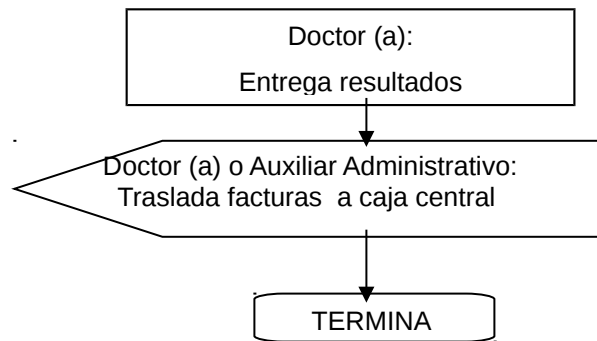 Doctor (a):
Entrega resultados
Doctor (a) o Auxiliar Administrativo:
Traslada facturas a caja central
TERMINA